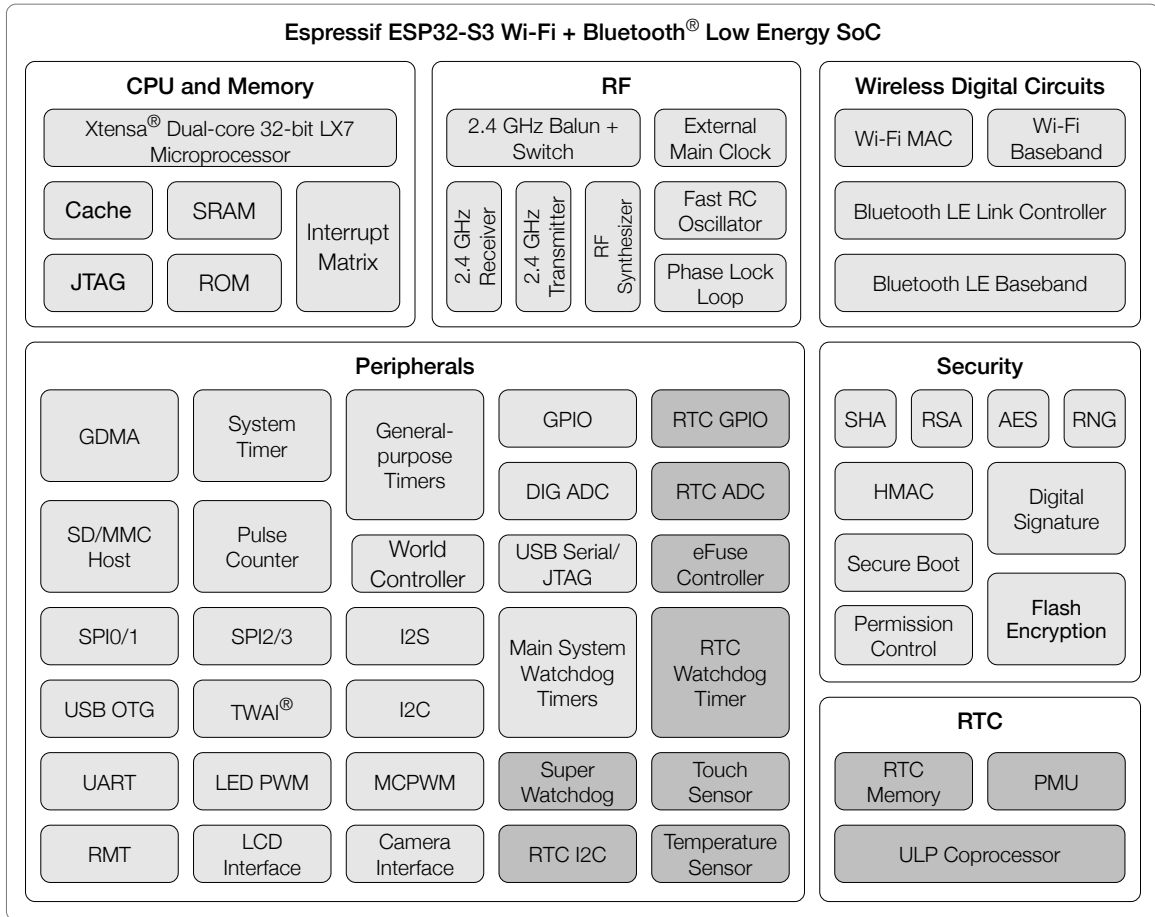 Espressif ESP32-S3 Wi-Fi + Bluetooth® Low Energy SoC
CPU and Memory
Xtensa® Dual-core 32-bit LX7
Microprocessor
Cache
SRAM
Interrupt
Matrix
JTAG
ROM
RF
2.4 GHz Balun +
Switch
External
Main Clock
2.4 GHz
Receiver
2.4 GHz
Transmitter
RF
Synthesizer
Fast RC
Oscillator
Phase Lock
Loop
Wireless Digital Circuits
Wi-Fi MAC
Wi-Fi
Baseband
Bluetooth LE Link Controller
Bluetooth LE Baseband
Peripherals
GDMA
System
Timer
General-
purpose
Timers
GPIO
RTC GPIO
DIG ADC
RTC ADC
SD/MMC
Host
Pulse
Counter
World
Controller
USB Serial/
JTAG
eFuse
Controller
SPI0/1
SPI2/3
I2S
Main System
Watchdog
Timers
RTC
Watchdog
Timer
USB OTG
TWAI®
I2C
UART
LED PWM
MCPWM
Super
Watchdog
Touch
Sensor
RMT
LCD
Interface
Camera
Interface
RTC I2C
Temperature
Sensor
Security
SHA
RSA
AES
RNG
HMAC
Digital
Signature
Secure Boot
Flash
Encryption
Permission
Control
RTC
RTC
Memory
PMU
ULP Coprocessor